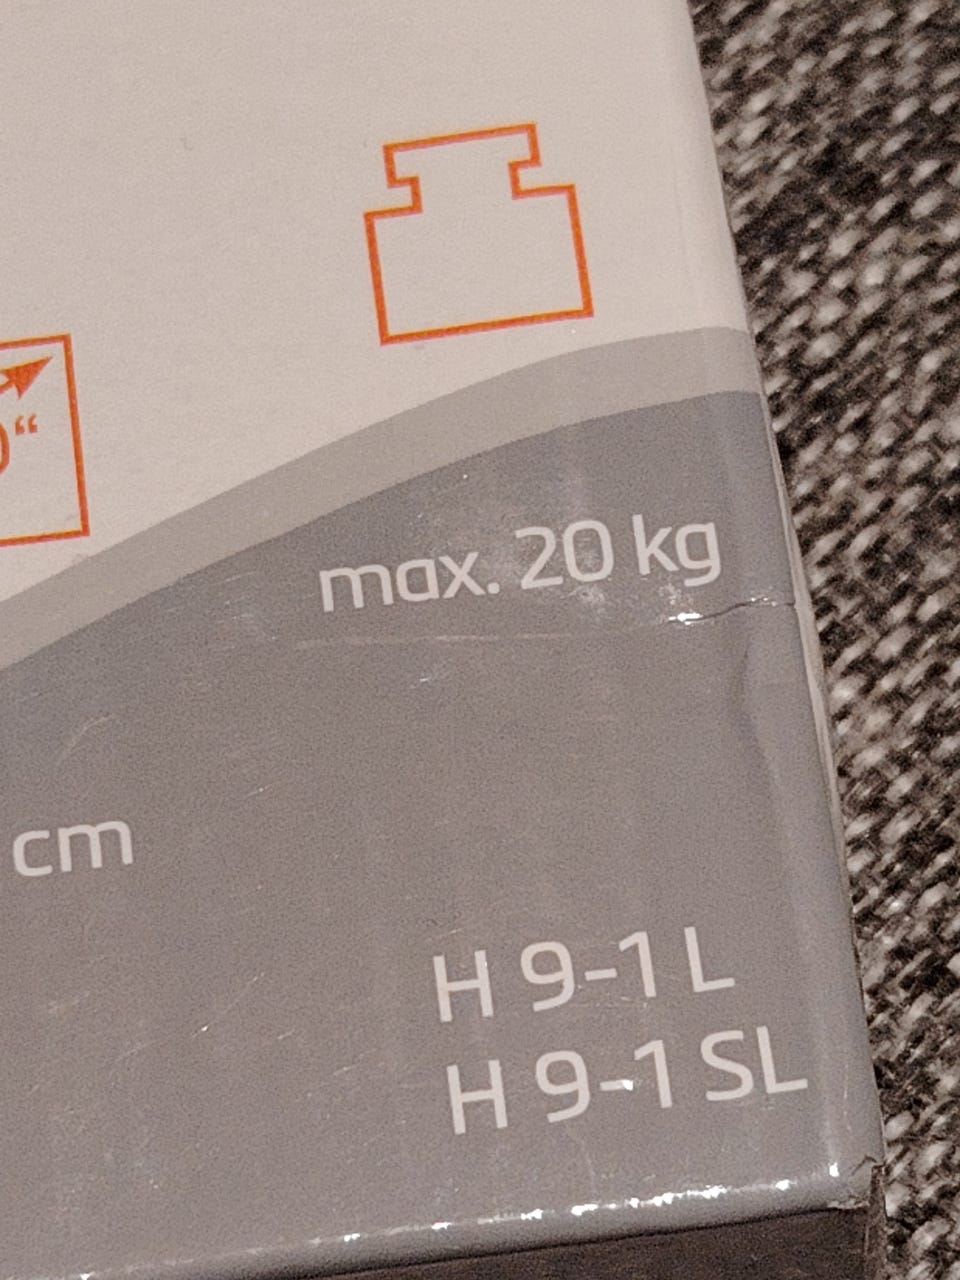 max. 20 kg
cm
H 9-1 L
H 9-1 SL